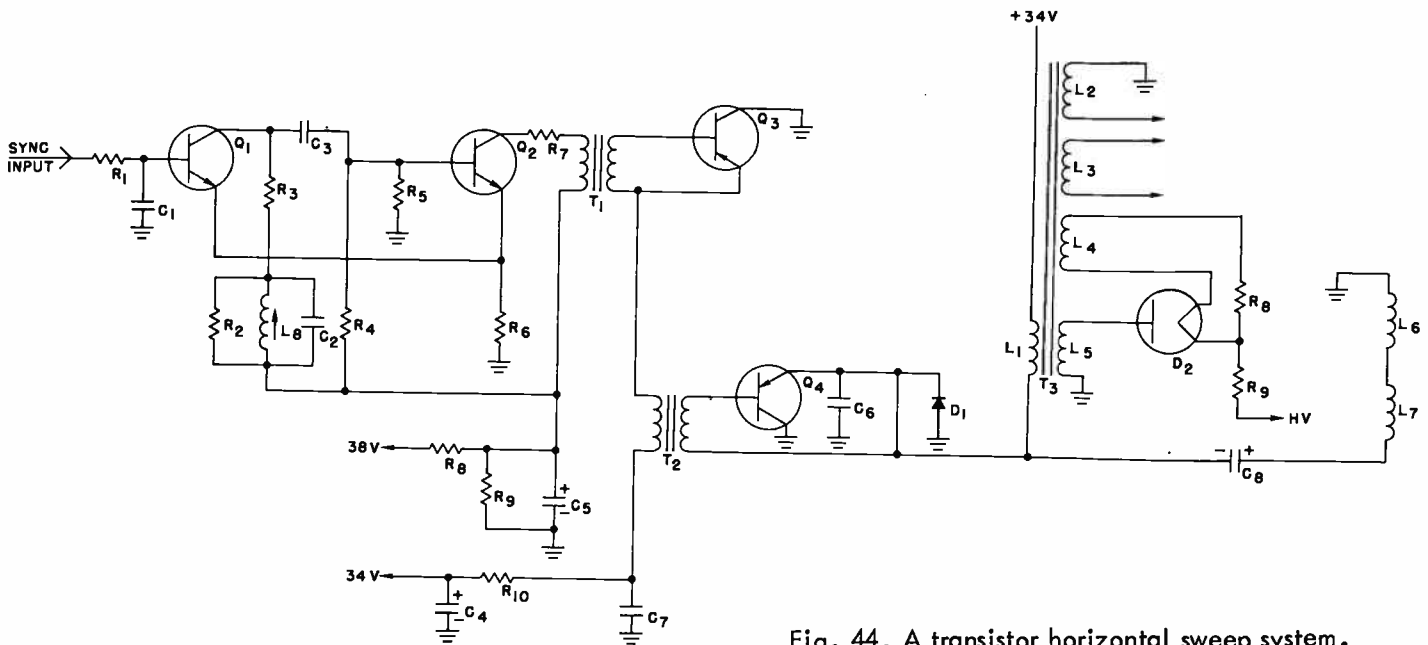 +34V
L2
Q3
SYNC
INPUT
R1
C1
Q1
C3
R3
R5
Q2
R7
T1
L3
L4
R8
L6
R2
L8
C2
R4
R6
L1
L5
T3
D2
R9
HV
L7
Q4
C6
D1
T2
C8
- +
38V
R8
R9
+
-
C5
34V
R10
+
-
C4
C7
Fig. 44. A transistor horizontal sweep system.